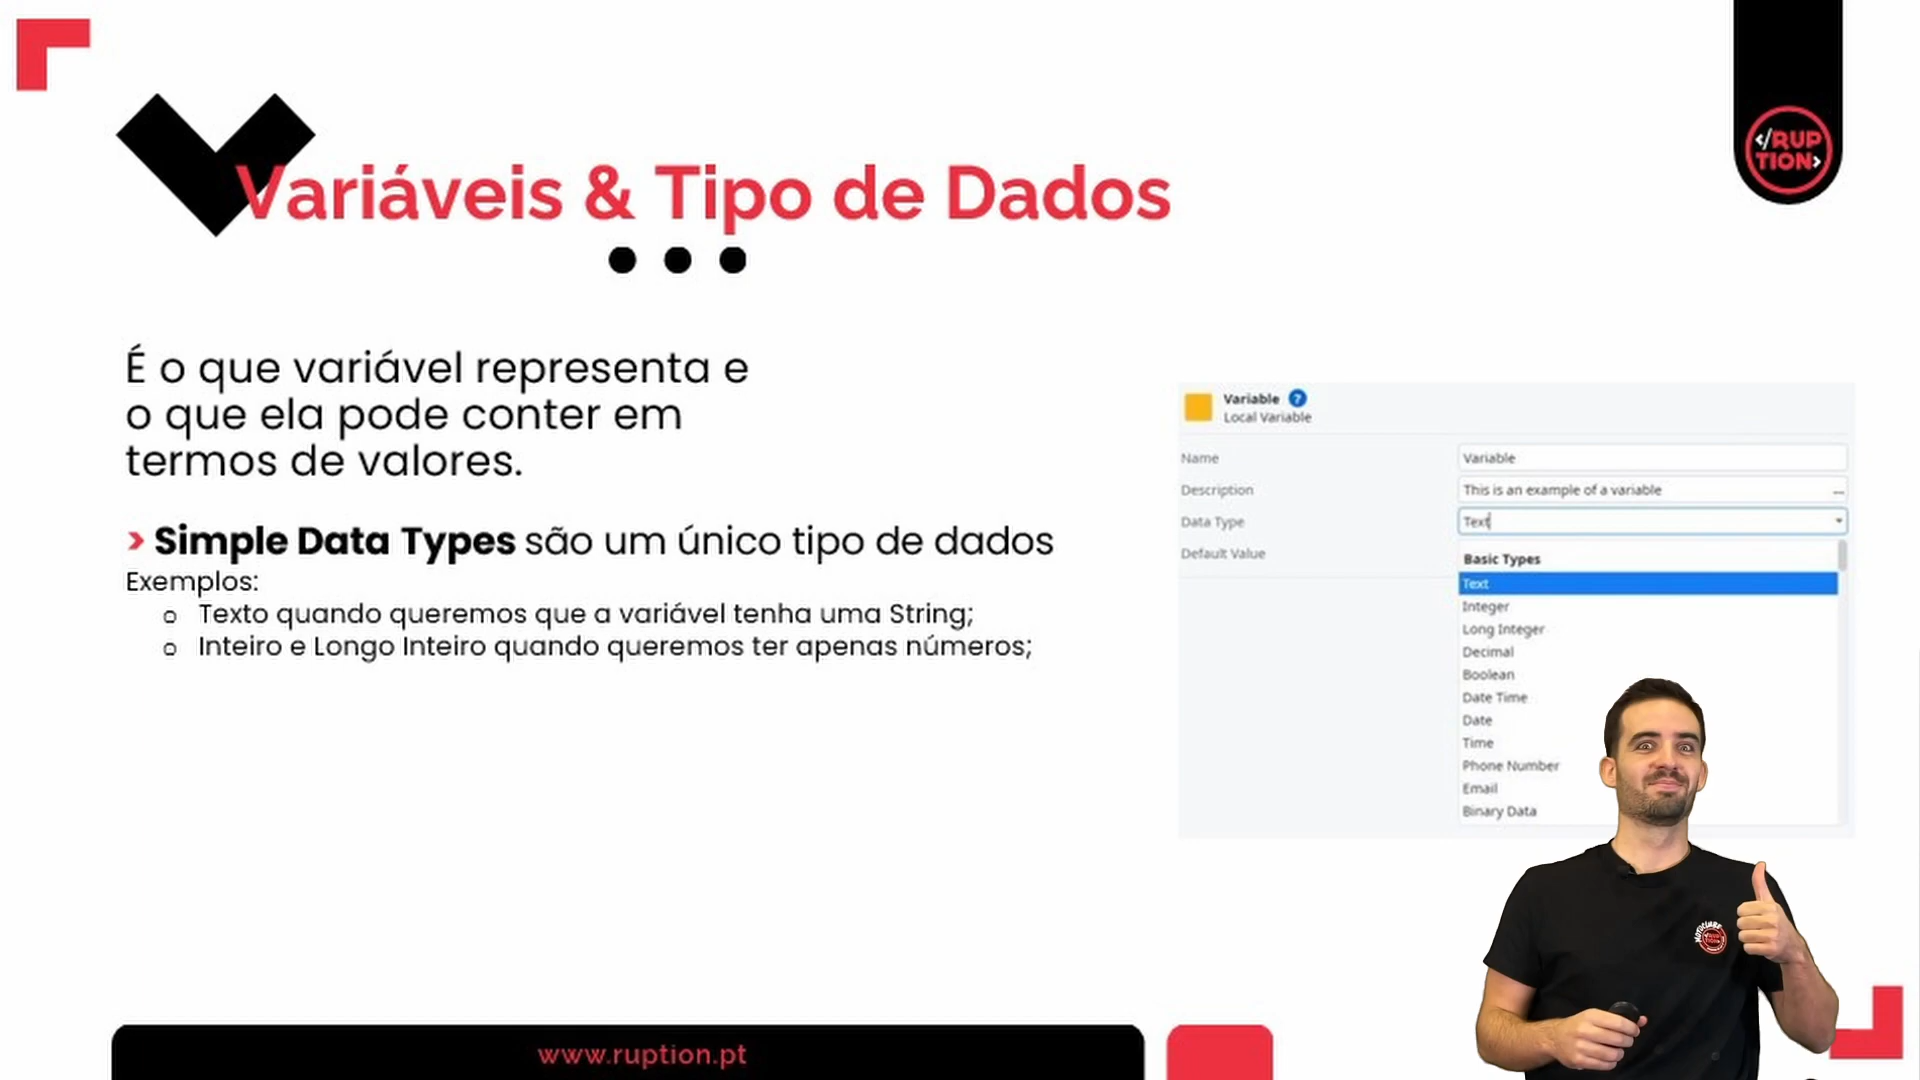 </RUP
TION>
Variáveis & Tipo de Dados
É o que variável representa e
o que ela pode conter em
termos de valores.
> Simple Data Types são um único tipo de dados
Exemplos:
o Texto quando queremos que a variável tenha uma String;
o Inteiro e Longo Inteiro quando queremos ter apenas números;
Variable ?
Local Variable
Name Variable
Description This is an example of a variable ...
Data Type Text
Default Value
Basic Types
Text
Integer
Long Integer
Decimal
Boolean
Date Time
Date
Time
Phone Number
Email
Binary Data
www.ruption.pt